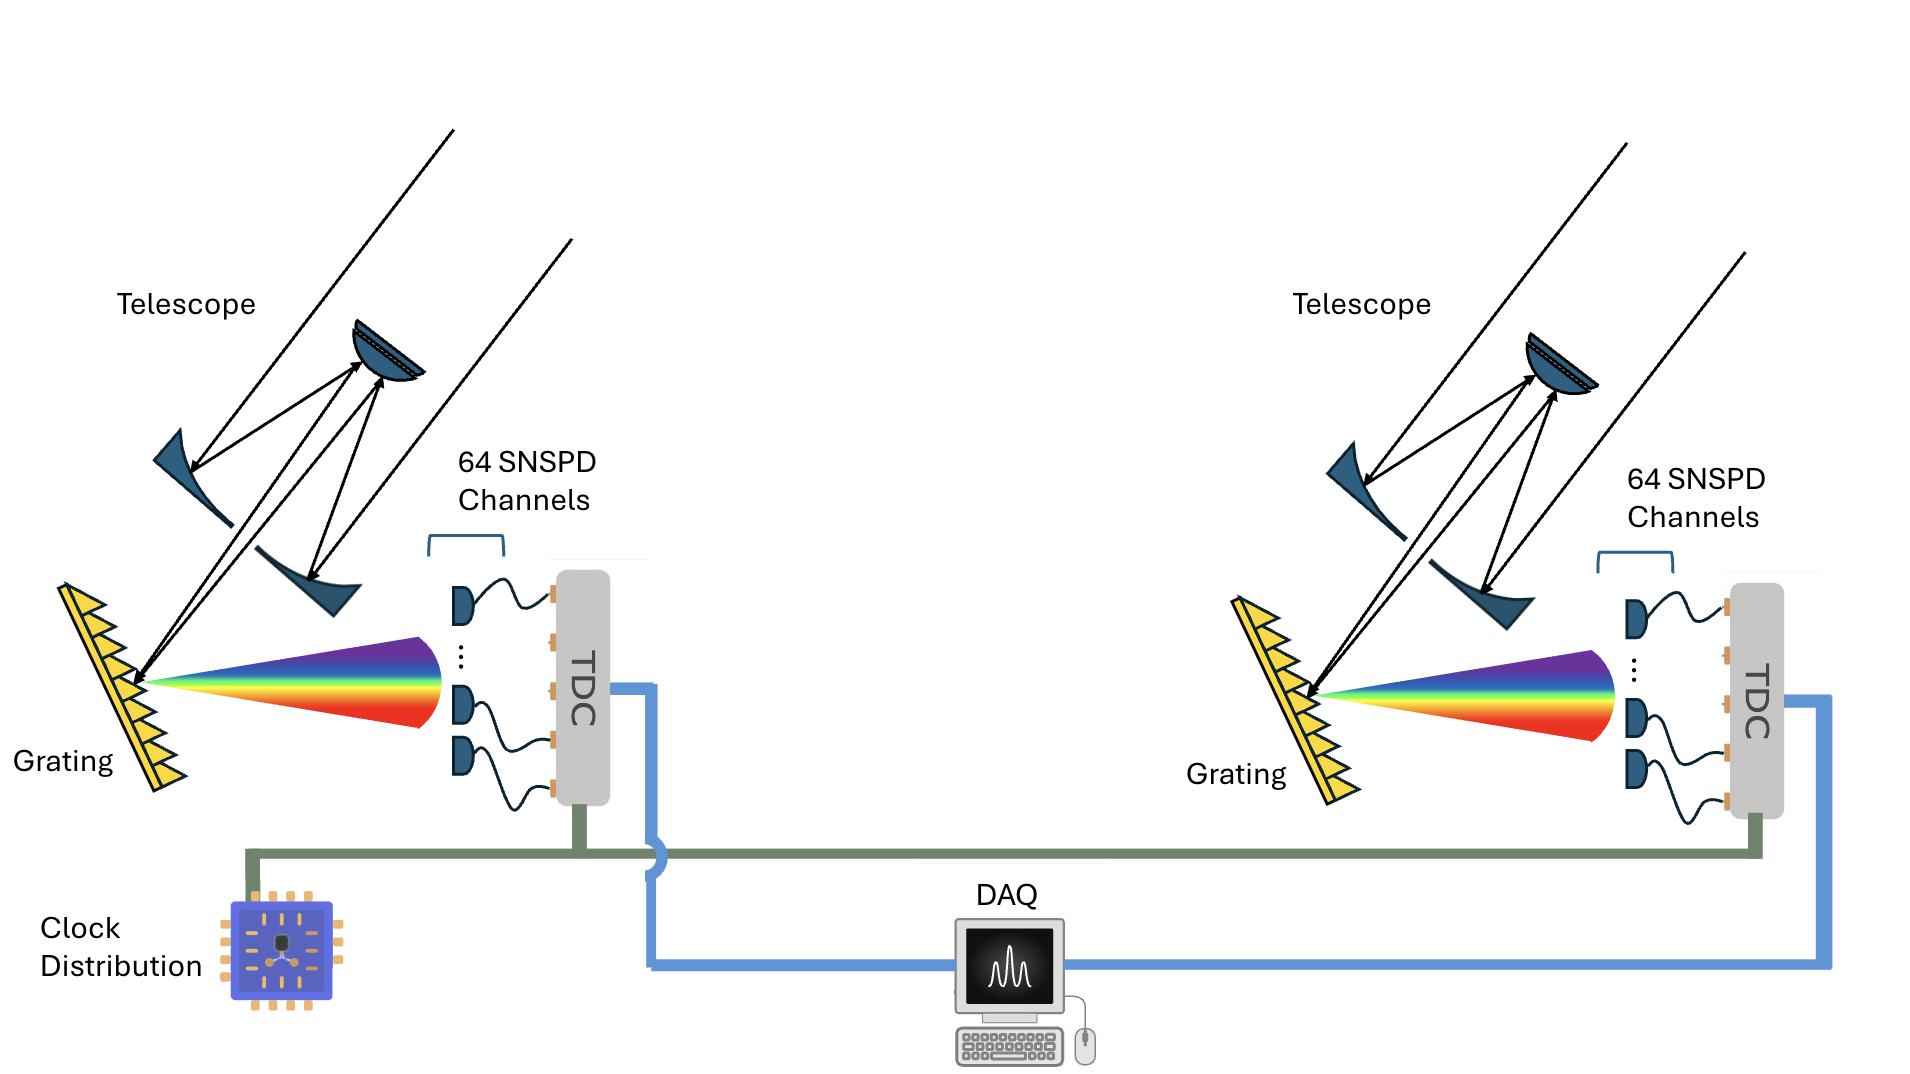 Telescope
Telescope
64 SNSPD
Channels
64 SNSPD
Channels
TDC
TDC
Grating
Grating
DAQ
Clock
Distribution